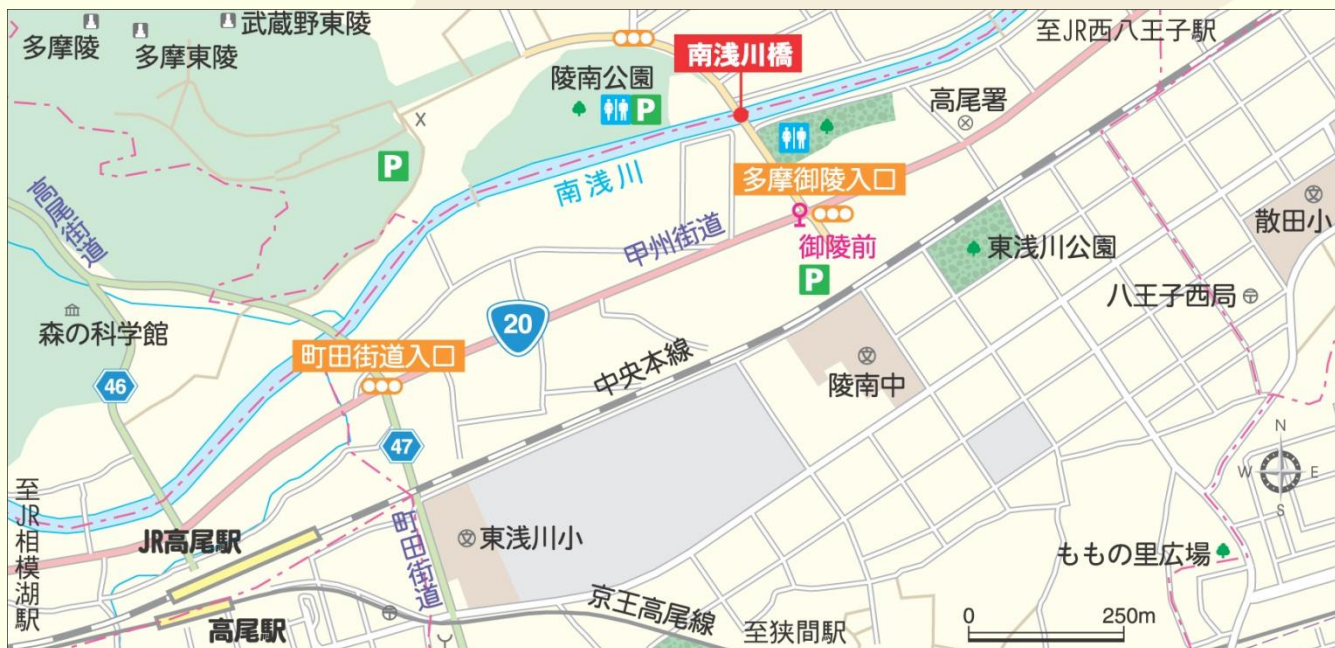 武蔵野東陵
多摩陵
多摩東陵
陵南公園
P
南浅川橋
至JR西八王子駅
高尾署
P
南浅川
多摩御陵入口
高尾街道
甲州街道
御陵前
P
東浅川公園
散田小
八王子西局
森の科学館
20
町田街道入口
中央本線
陵南中
46
47
N
W
E
S
至JR相模湖駅
JR高尾駅
町田街道
東浅川小
ももの里広場
高尾駅
京王高尾線
至狭間駅
0
250m